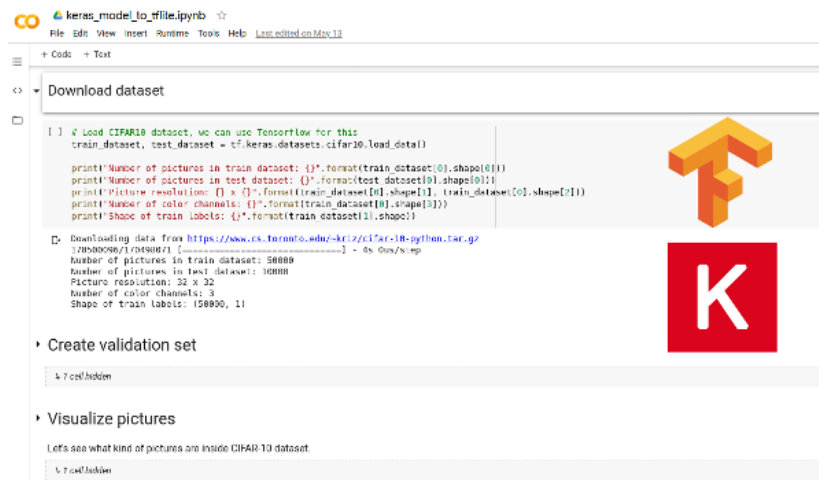 keras_model_to_tflite.ipynb
File Edit View Insert Runtime Tools Help Last edited on May 13
+ Code + Text
Download dataset
[ ] # Load CIFAR10 dataset, we can use Tensorflow for this
train_dataset, test_dataset = tf.keras.datasets.cifar10.load_data()
print("Number of pictures in train dataset: {}".format(train_dataset[0].shape[0]))
print("Number of pictures in test dataset: {}".format(test_dataset[0].shape[0]))
print("Picture resolution: {} x {}".format(train_dataset[0].shape[1], train_dataset[0].shape[2]))
print("Number of color channels: {}".format(train_dataset[0].shape[3]))
print("Shape of train labels: {}".format(train_dataset[1].shape))
Downloading data from https://www.cs.toronto.edu/~kriz/cifar-10-python.tar.gz
170500096/170498071 [==============================] - 4s 0us/step
Number of pictures in train dataset: 50000
Number of pictures in test dataset: 10000
Picture resolution: 32 x 32
Number of color channels: 3
Shape of train labels: (50000, 1)
Create validation set
↳ 1 cell hidden
Visualize pictures
Let's see what kind of pictures are inside CIFAR-10 dataset.
↳ 1 cell hidden
K